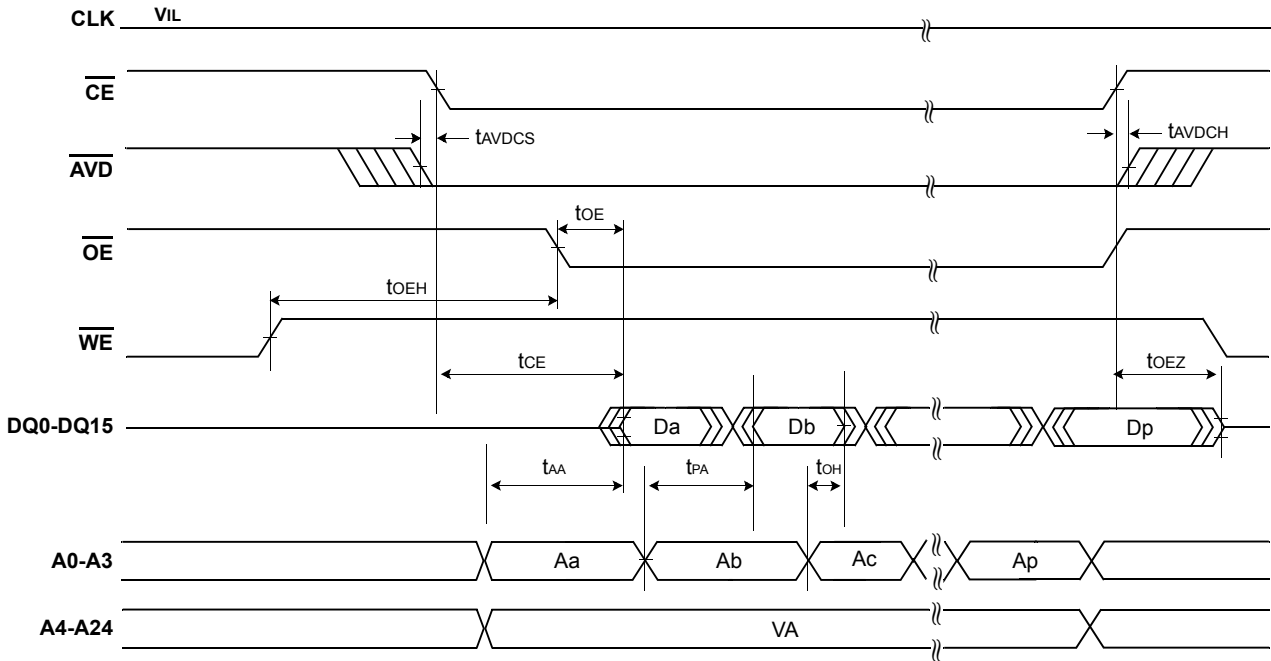 CLK VIL
CE
tAVDCS tAVDCH
AVD
tOE
OE
tOEH
WE
tCE tOEZ
DQ0-DQ15 Da Db Dp
tAA tPA tOH
A0-A3 Aa Ab Ac Ap
A4-A24 VA